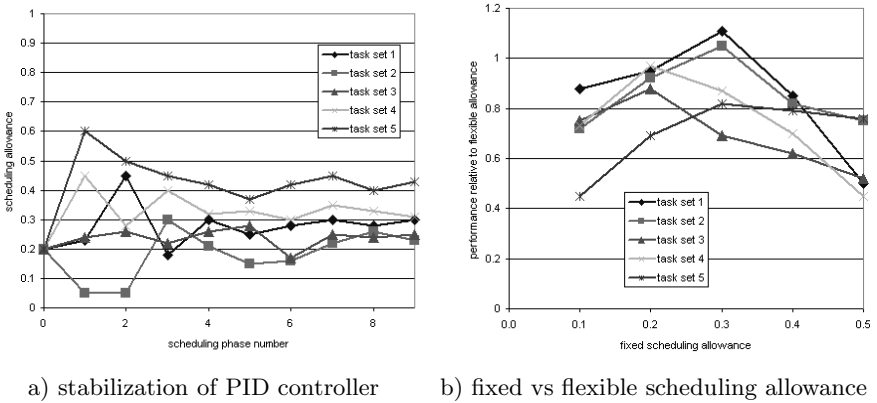 1
0.9
0.8
0.7
0.6
0.5
0.4
0.3
0.2
0.1
0
scheduling allowance
task set 1
task set 2
task set 3
task set 4
task set 5
0 2 4 6 8
scheduling phase number
a) stabilization of PID controller
1.2
1
0.8
0.6
0.4
0.2
0
performance relative to flexible allowance
task set 1
task set 2
task set 3
task set 4
task set 5
0.0 0.1 0.2 0.3 0.4 0.5
fixed scheduling allowance
b) fixed vs flexible scheduling allowance